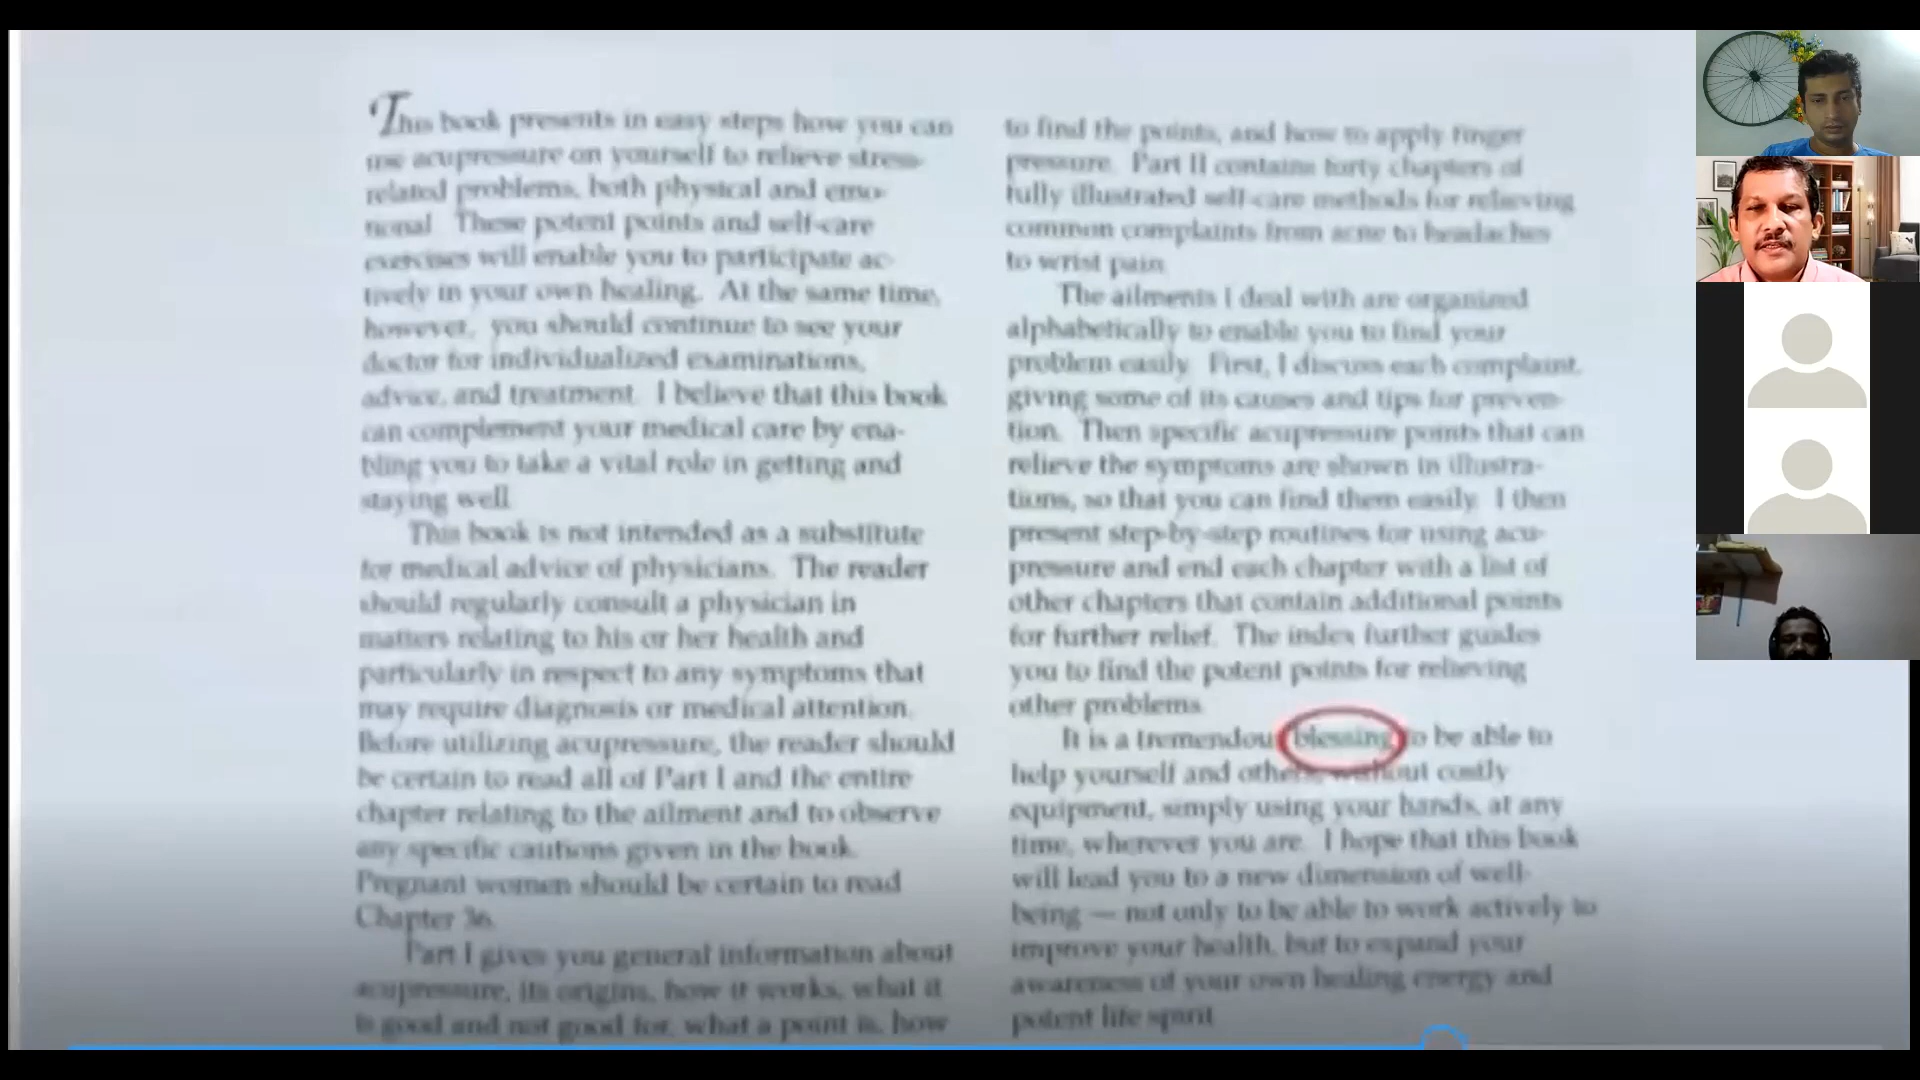 This book presents in easy steps how you can
use acupressure on yourself to relieve stress-
related problems, both physical and emo-
tional. These potent points and self-care
exercises will enable you to participate ac-
tively in your own healing. At the same time,
however, you should continue to see your
doctor for individualized examinations,
advice, and treatment. I believe that this book
can complement your medical care by ena-
bling you to take a vital role in getting and
staying well.
This book is not intended as a substitute
for medical advice of physicians. The reader
should regularly consult a physician in
matters relating to his or her health and
particularly in respect to any symptoms that
may require diagnosis or medical attention.
Before utilizing acupressure, the reader should
be certain to read all of Part I and the entire
chapter relating to the ailment and to observe
any specific cautions given in the book.
Pregnant women should be certain to read
Chapter 36.
Part I gives you general information about
acupressure, its origins, how it works, what it
is good and not good for, what a point is, how
to find the points, and how to apply finger
pressure. Part II contains forty chapters of
fully illustrated self-care methods for relieving
common complaints from acne to headaches
to wrist pain.
The ailments I deal with are organized
alphabetically to enable you to find your
problem easily. First, I discuss each complaint,
giving some of its causes and tips for preven-
tion. Then specific acupressure points that can
relieve the symptoms are shown in illustra-
tions, so that you can find them easily. I then
present step-by-step routines for using acu-
pressure and end each chapter with a list of
other chapters that contain additional points
for further relief. The index further guides
you to find the potent points for relieving
other problems.
It is a tremendous blessing to be able to
help yourself and others, without costly
equipment, simply using your hands, at any
time, wherever you are. I hope that this book
will lead you to a new dimension of well-
being — not only to be able to work actively to
improve your health, but to expand your
awareness of your own healing energy and
potent life spirit.